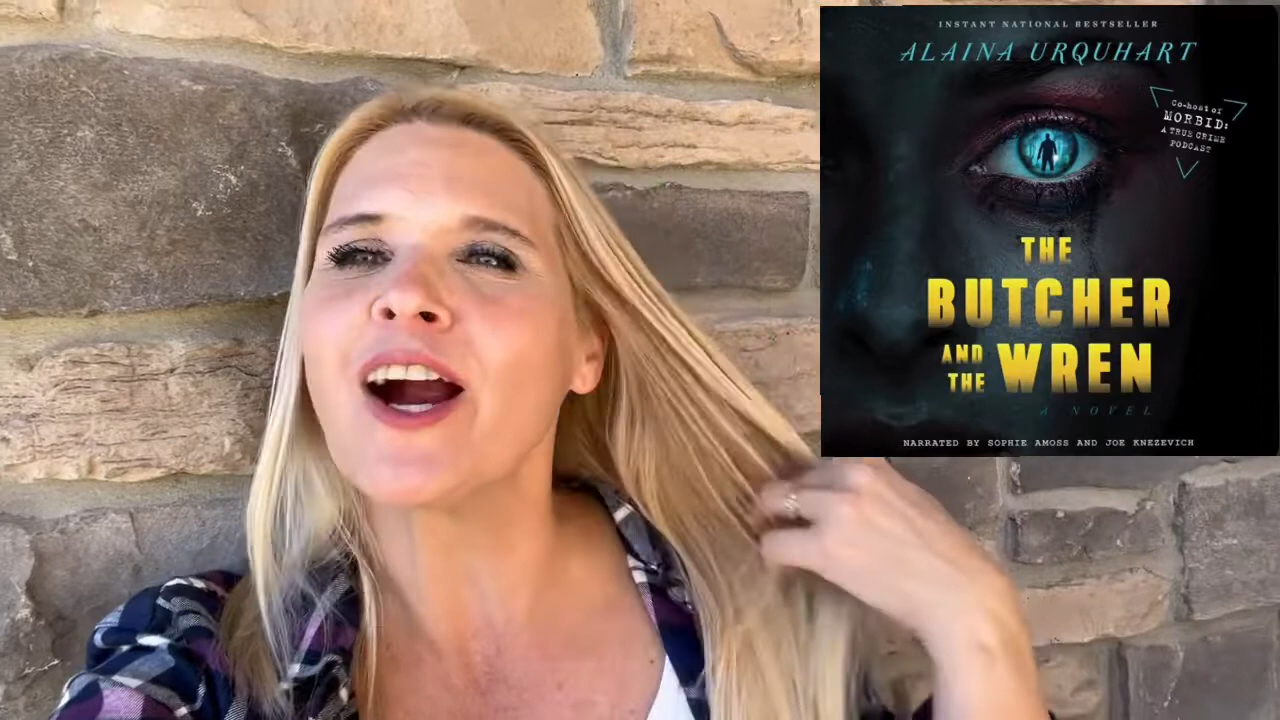 INSTANT NATIONAL BESTSELLER
ALAINA URQUHART
Co-host of
MORBID:
A TRUE CRIME
PODCAST
THE
BUTCHER
AND THE WREN
A NOVEL
NARRATED BY SOPHIE AMOSS AND JOE KNEZEVICH